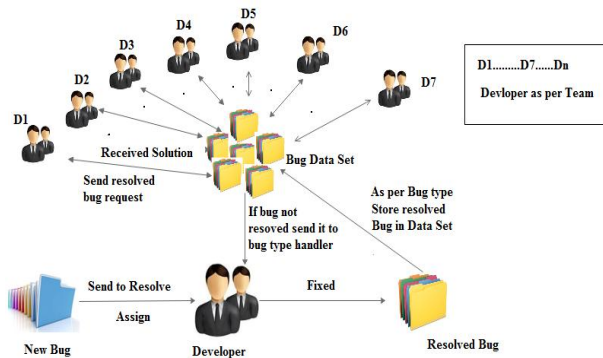 D1
D2
D3
D4
D5
D6
D7
D1.........D7......Dn
Devloper as per Team
Received Solution
Bug Data Set
Send resolved
bug request
If bug not
resoved send it to
bug type handler
As per Bug type
Store resolved
Bug in Data Set
Send to Resolve
Assign
Fixed
New Bug
Developer
Resolved Bug